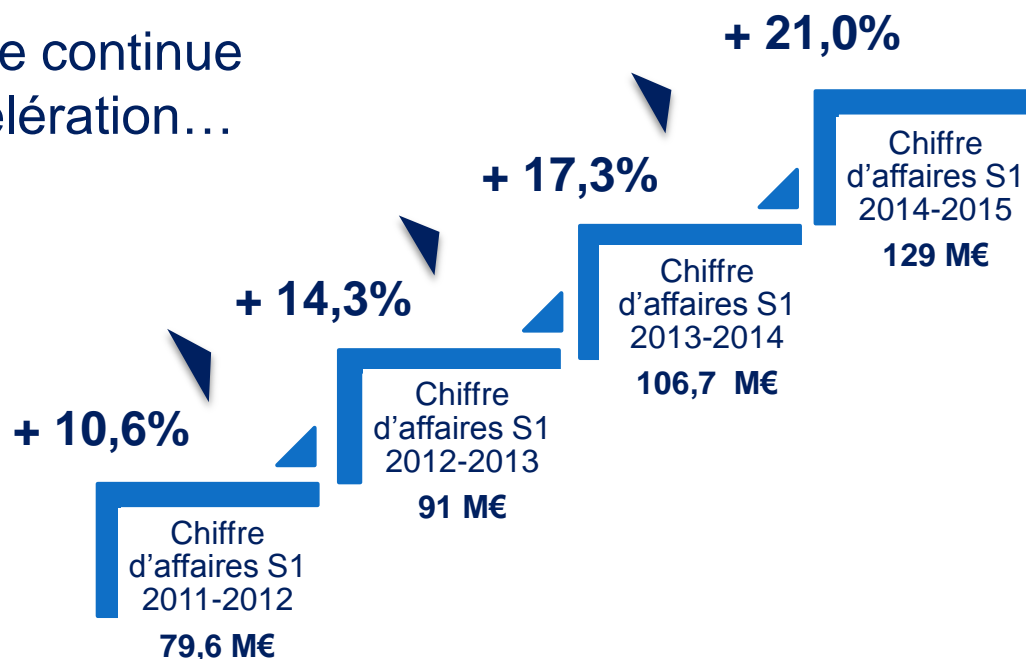 e continue
élération…
+ 21,0%
Chiffre
d’affaires S1
2014-2015
129 M€
+ 17,3%
Chiffre
d’affaires S1
2013-2014
106,7 M€
+ 14,3%
Chiffre
d’affaires S1
2012-2013
91 M€
+ 10,6%
Chiffre
d’affaires S1
2011-2012
79,6 M€